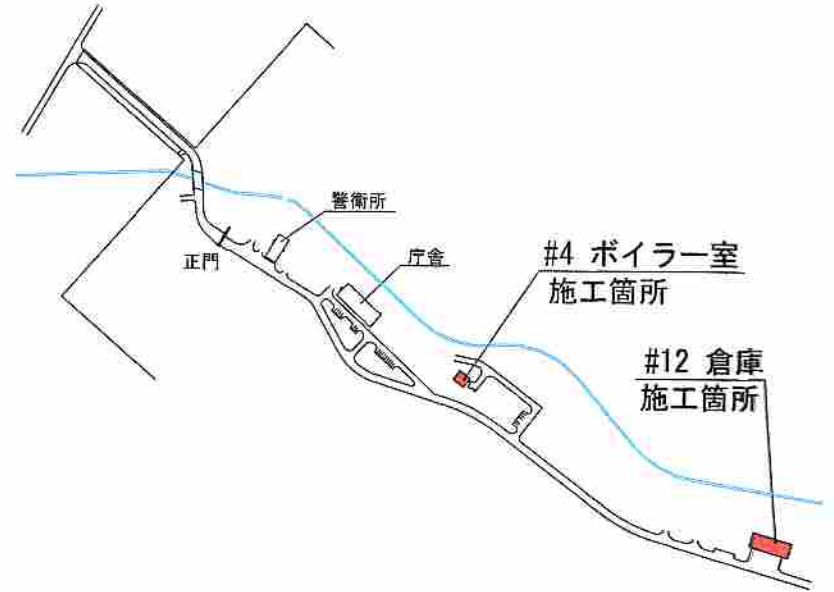 警衛所
正門
庁舎
#4 ボイラー室
施工箇所
#12 倉庫
施工箇所